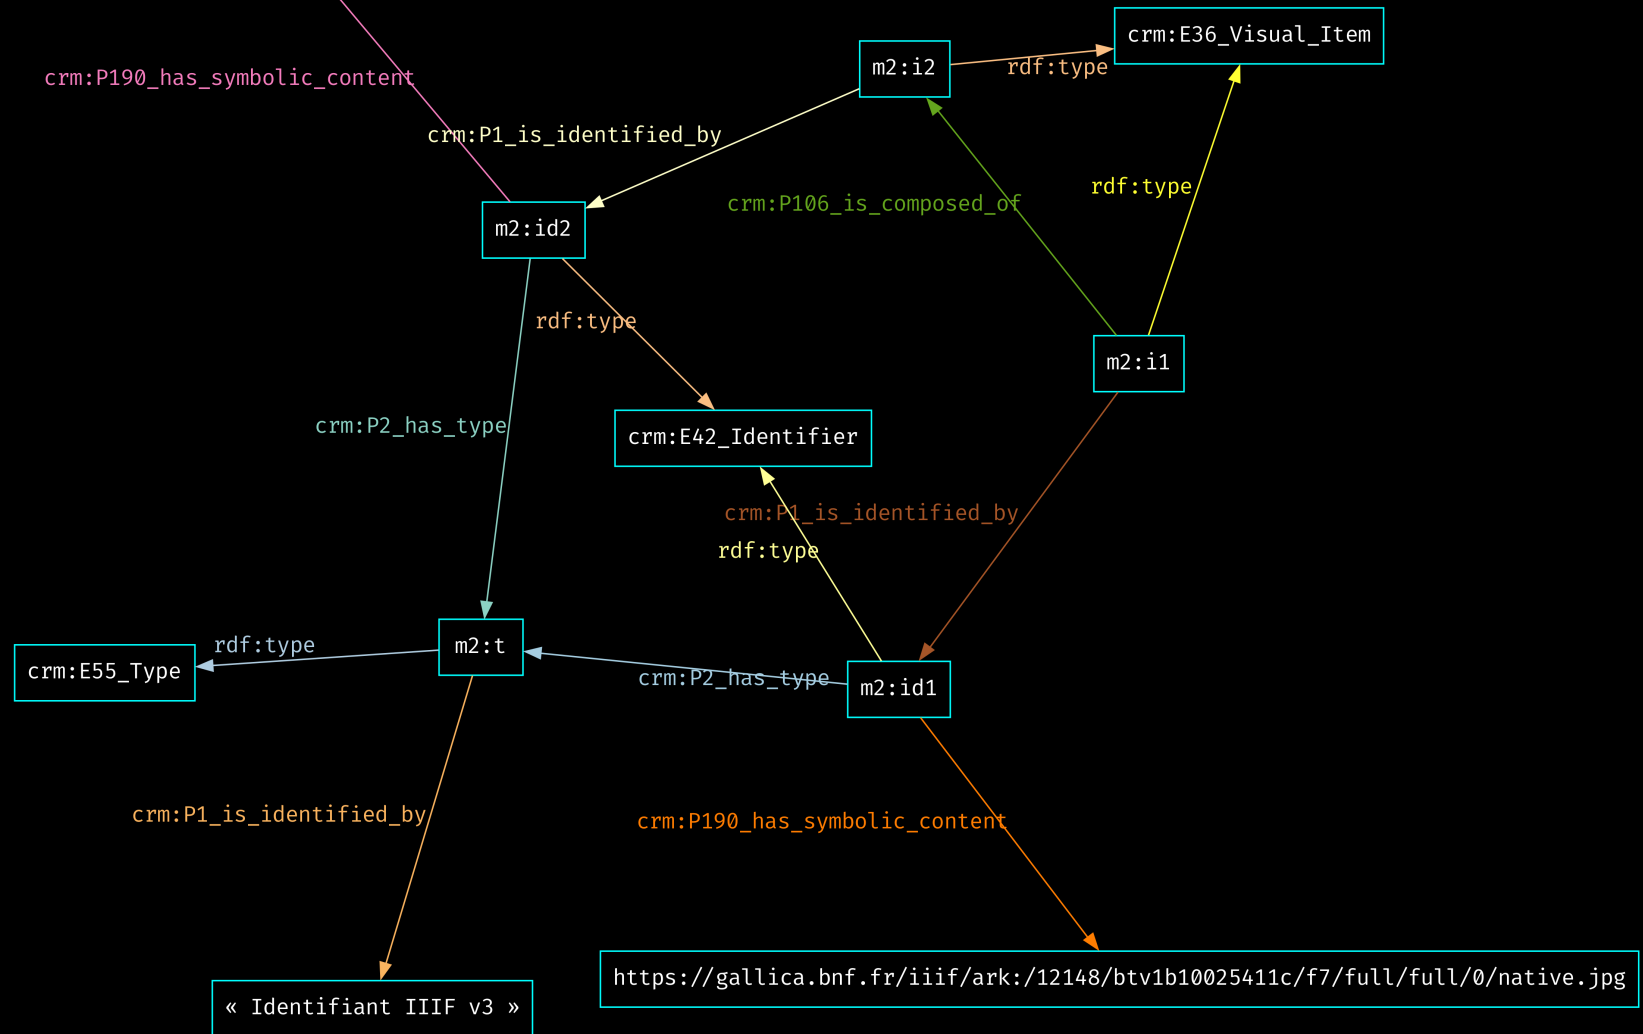 crm:E36_Visual_Item
m2:i2
rdf:type
crm:P190_has_symbolic_content
crm:P1_is_identified_by
rdf:type
crm:P106_is_composed_of
m2:id2
rdf:type
m2:i1
crm:P2_has_type
crm:E42_Identifier
crm:P1_is_identified_by
rdf:type
rdf:type
m2:t
crm:E55_Type
crm:P2_has_type
m2:id1
crm:P1_is_identified_by
crm:P190_has_symbolic_content
https://gallica.bnf.fr/iiif/ark:/12148/btv1b10025411c/f7/full/full/0/native.jpg
« Identifiant IIIF v3 »